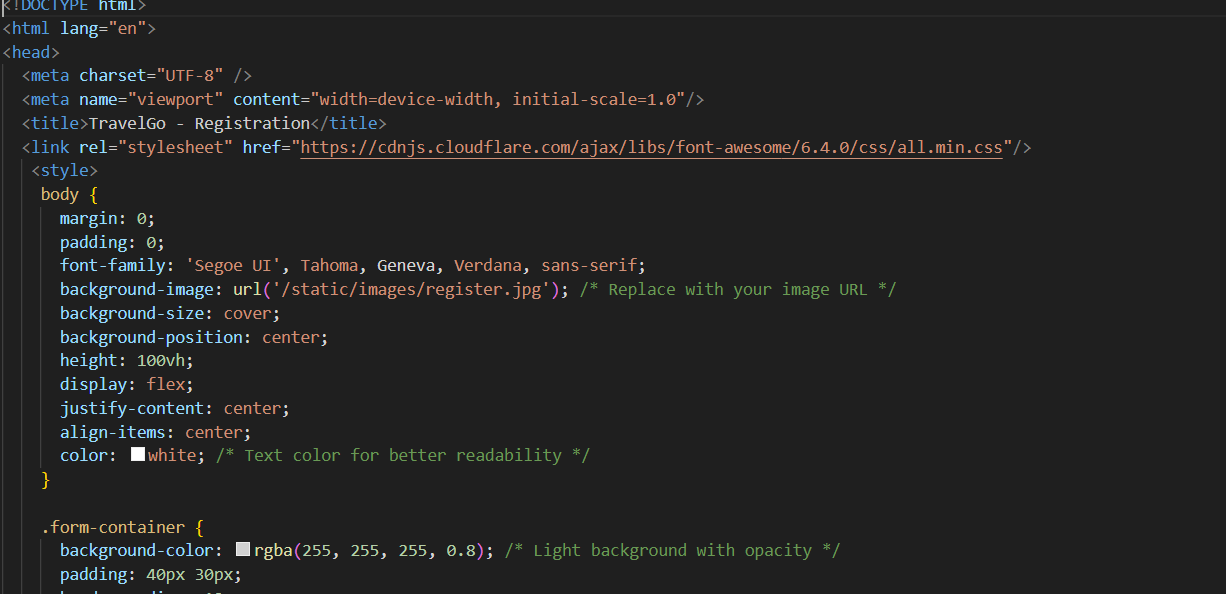 <!DOCTYPE html>
<html lang="en">
<head>
<meta charset="UTF-8" />
<meta name="viewport" content="width=device-width, initial-scale=1.0"/>
<title>TravelGo - Registration</title>
<link rel="stylesheet" href="https://cdnjs.cloudflare.com/ajax/libs/font-awesome/6.4.0/css/all.min.css"/>
<style>
body {
margin: 0;
padding: 0;
font-family: 'Segoe UI', Tahoma, Geneva, Verdana, sans-serif;
background-image: url('/static/images/register.jpg'); /* Replace with your image URL */
background-size: cover;
background-position: center;
height: 100vh;
display: flex;
justify-content: center;
align-items: center;
color: white; /* Text color for better readability */
}
.form-container {
background-color: rgba(255, 255, 255, 0.8); /* Light background with opacity */
padding: 40px 30px;